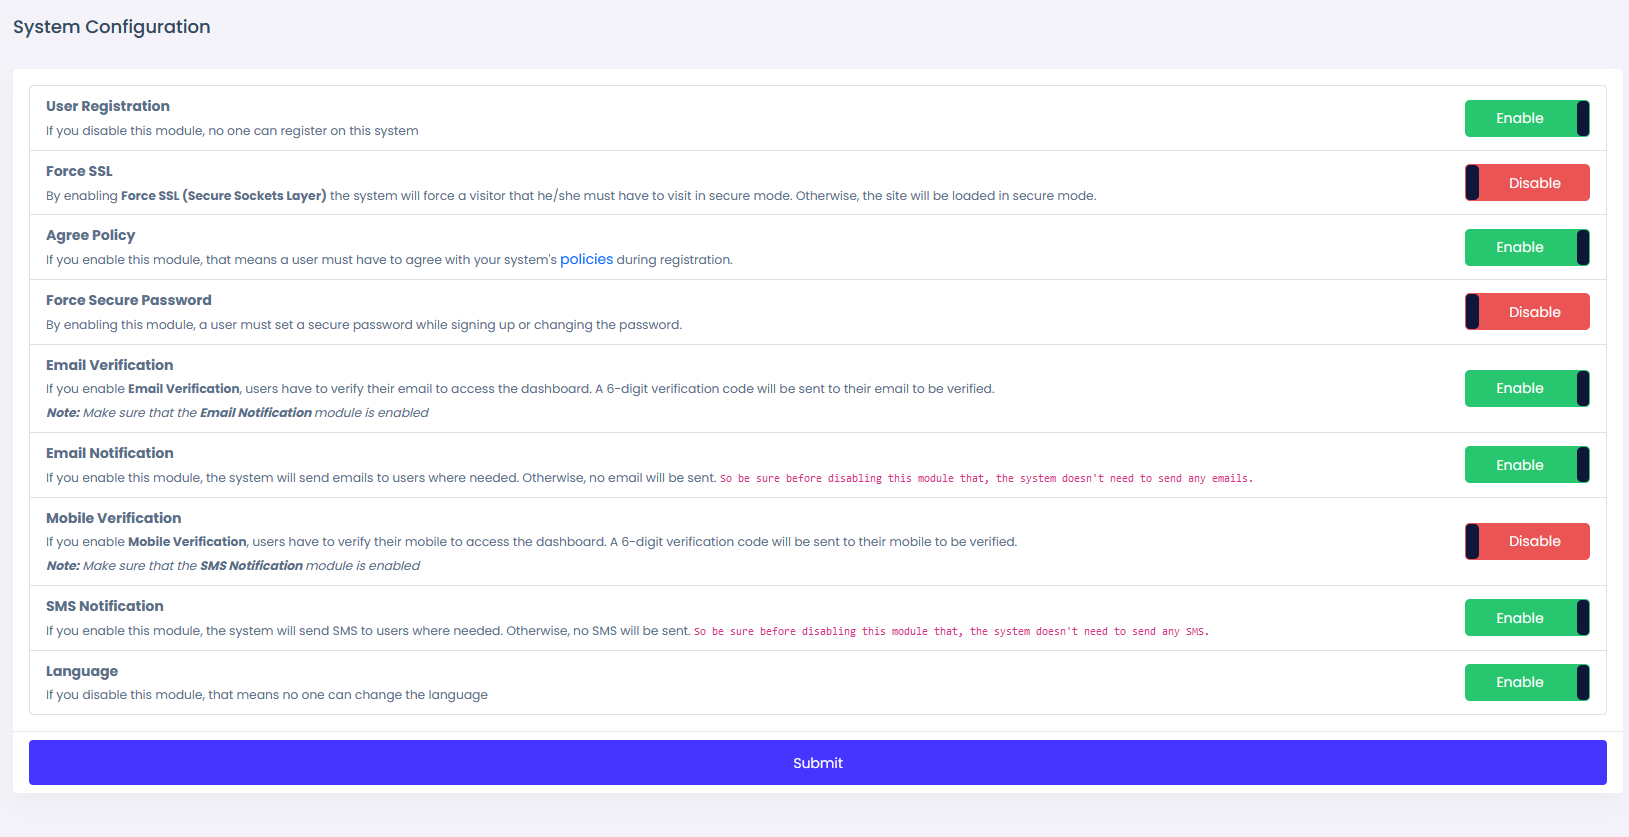 System Configuration
User Registration
If you disable this module, no one can register on this system
Enable
Force SSL
By enabling Force SSL (Secure Sockets Layer) the system will force a visitor that he/she must have to visit in secure mode. Otherwise, the site will be loaded in secure mode.
Disable
Agree Policy
If you enable this module, that means a user must have to agree with your system's policies during registration.
Enable
Force Secure Password
By enabling this module, a user must set a secure password while signing up or changing the password.
Disable
Email Verification
If you enable Email Verification, users have to verify their email to access the dashboard. A 6-digit verification code will be sent to their email to be verified.
Note: Make sure that the Email Notification module is enabled
Enable
Email Notification
If you enable this module, the system will send emails to users where needed. Otherwise, no email will be sent. So be sure before disabling this module that, the system doesn't need to send any emails.
Enable
Mobile Verification
If you enable Mobile Verification, users have to verify their mobile to access the dashboard. A 6-digit verification code will be sent to their mobile to be verified.
Note: Make sure that the SMS Notification module is enabled
Disable
SMS Notification
If you enable this module, the system will send SMS to users where needed. Otherwise, no SMS will be sent. So be sure before disabling this module that, the system doesn't need to send any SMS.
Enable
Language
If you disable this module, that means no one can change the language
Enable
Submit